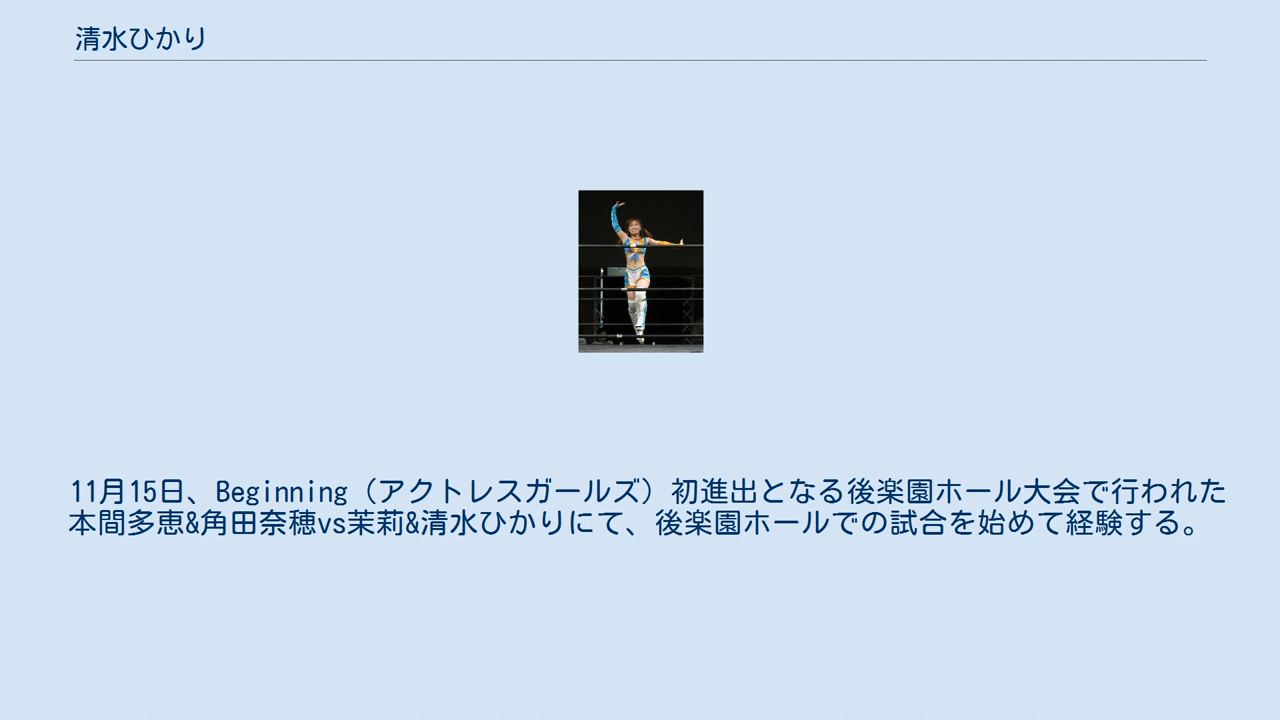 清水ひかり
11月15日、Beginning（アクトレスガールズ）初進出となる後楽園ホール大会で行われた
本間多恵&角田奈穂vs茉莉&清水ひかりにて、後楽園ホールでの試合を始めて経験する。